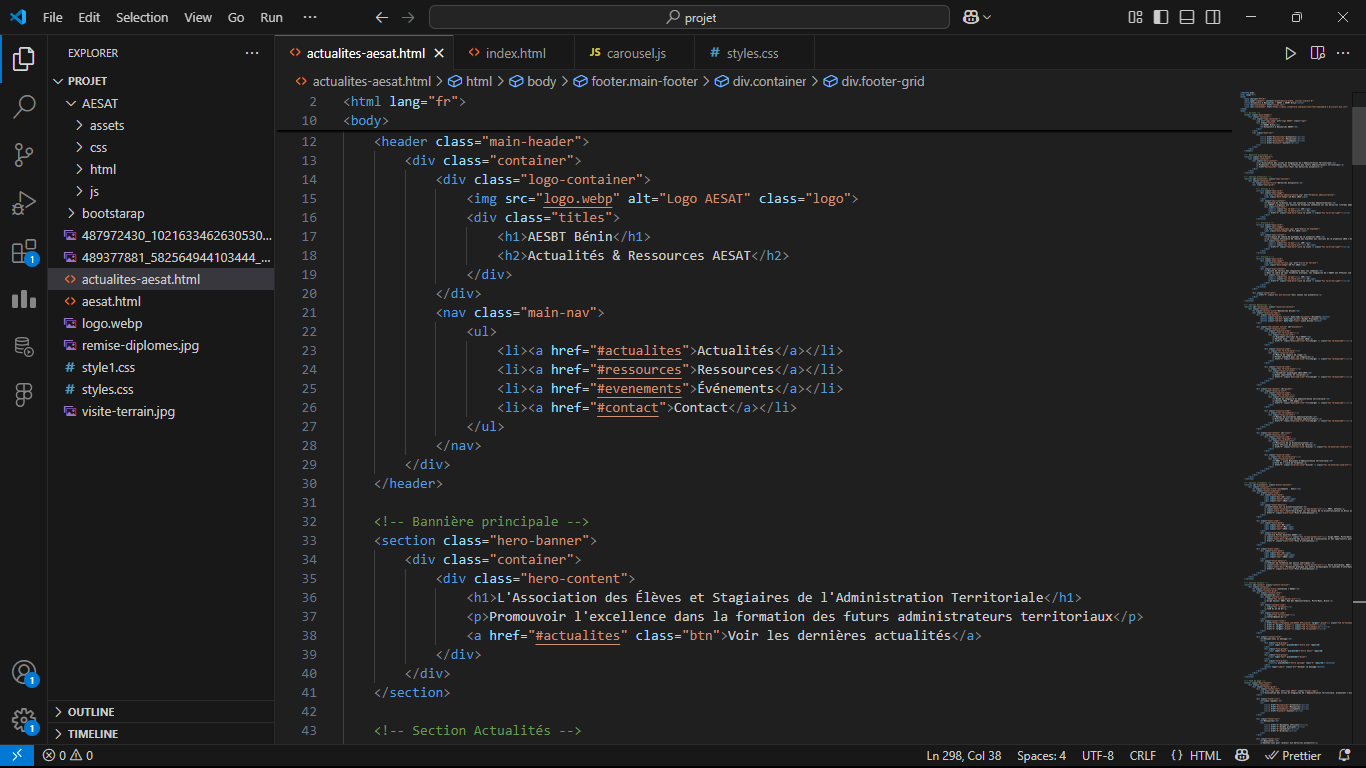 File Edit Selection View Go Run ··· projet
EXPLORER ···
PROJET
AESAT
assets
css
html
js
bootstarap
487972430_1021633462630530...
489377881_582564944103444_...
actualites-aesat.html
aesat.html
logo.webp
remise-diplomes.jpg
style1.css
styles.css
visite-terrain.jpg
OUTLINE
TIMELINE
1
1
1
actualites-aesat.html index.html JS carousel.js # styles.css
actualites-aesat.html > html > body > footer.main-footer > div.container > div.footer-grid
2 <html lang="fr">
10 <body>
12 <header class="main-header">
13 <div class="container">
14 <div class="logo-container">
15 <img src="logo.webp" alt="Logo AESAT" class="logo">
16 <div class="titles">
17 <h1>AESBT Bénin</h1>
18 <h2>Actualités & Ressources AESAT</h2>
19 </div>
20 </div>
21 <nav class="main-nav">
22 <ul>
23 <li><a href="#actualites">Actualités</a></li>
24 <li><a href="#ressources">Ressources</a></li>
25 <li><a href="#evenements">Événements</a></li>
26 <li><a href="#contact">Contact</a></li>
27 </ul>
28 </nav>
29 </div>
30 </header>
31
32 <!-- Bannière principale -->
33 <section class="hero-banner">
34 <div class="container">
35 <div class="hero-content">
36 <h1>L'Association des Élèves et Stagiaires de l'Administration Territoriale</h1>
37 <p>Promouvoir l'excellence dans la formation des futurs administrateurs territoriaux</p>
38 <a href="#actualites" class="btn">Voir les dernières actualités</a>
39 </div>
40 </div>
41 </section>
42
43 <!-- Section Actualités -->
0 0 Ln 298, Col 38 Spaces: 4 UTF-8 CRLF {} HTML Prettier